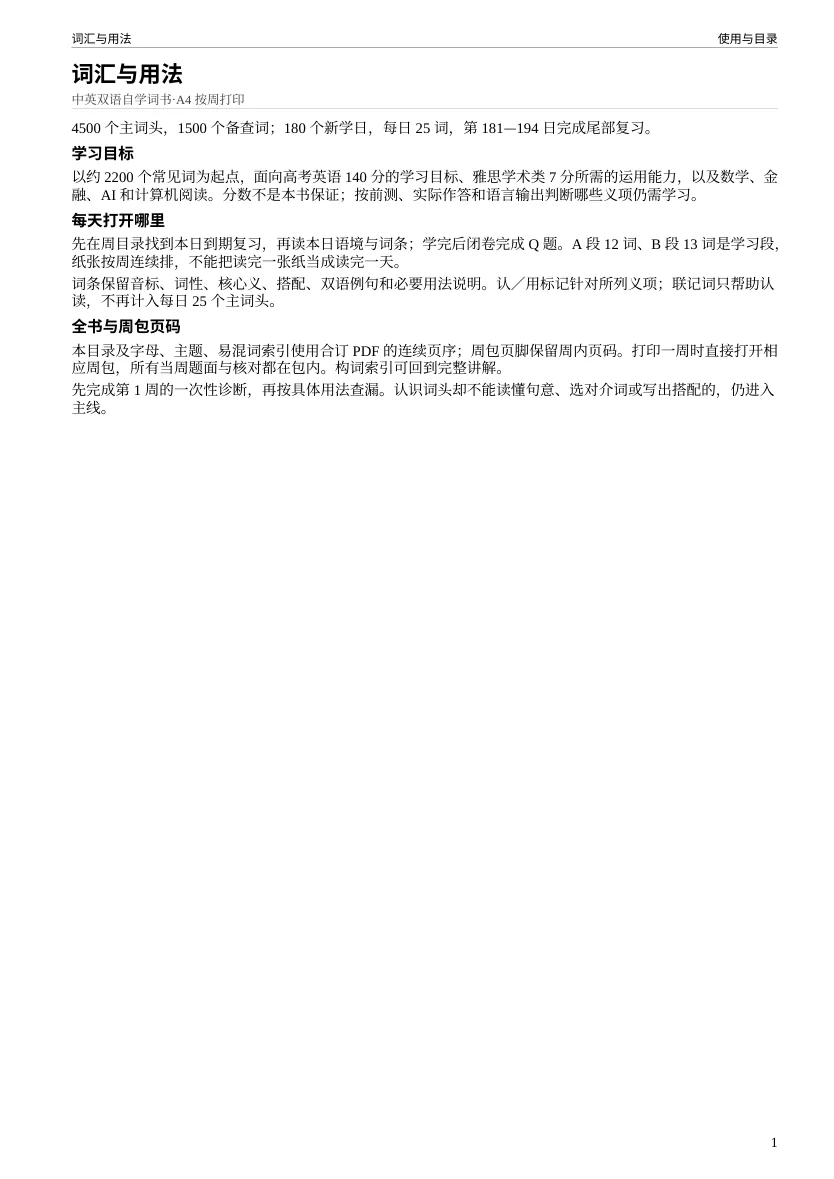 词汇与用法
使用与目录
词汇与用法
中英双语自学词书·A4 按周打印
4500 个主词头，1500 个备查词；180 个新学日，每日 25 词，第 181—194 日完成尾部复习。
学习目标
以约 2200 个常见词为起点，面向高考英语 140 分的学习目标、雅思学术类 7 分所需的运用能力，以及数学、金
融、AI 和计算机阅读。分数不是本书保证；按前测、实际作答和语言输出判断哪些义项仍需学习。
每天打开哪里
先在周目录找到本日到期复习，再读本日语境与词条；学完后闭卷完成 Q 题。A 段 12 词、B 段 13 词是学习段，
纸张按周连续排，不能把读完一张纸当成读完一天。
词条保留音标、词性、核心义、搭配、双语例句和必要用法说明。认／用标记针对所列义项；联记词只帮助认
读，不再计入每日 25 个主词头。
全书与周包页码
本目录及字母、主题、易混词索引使用合订 PDF 的连续页序；周包页脚保留周内页码。打印一周时直接打开相
应周包，所有当周题面与核对都在包内。构词索引可回到完整讲解。
先完成第 1 周的一次性诊断，再按具体用法查漏。认识词头却不能读懂句意、选对介词或写出搭配的，仍进入
主线。
1